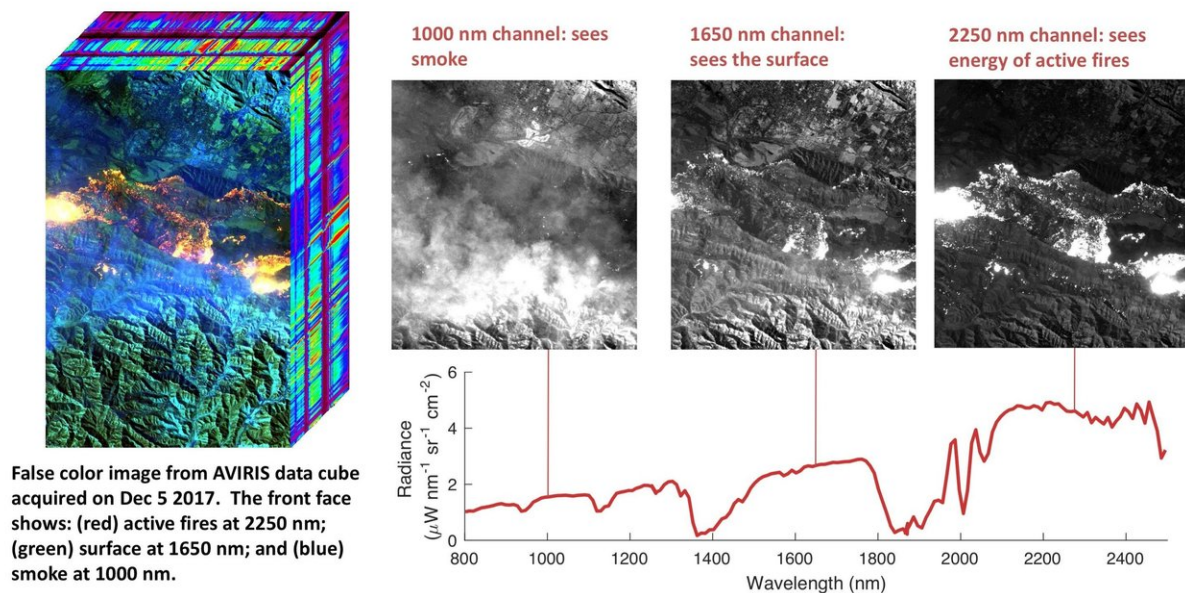 1000 nm channel: sees
smoke
1650 nm channel:
sees the surface
2250 nm channel: sees
energy of active fires
False color image from AVIRIS data cube
acquired on Dec 5 2017. The front face
shows: (red) active fires at 2250 nm;
(green) surface at 1650 nm; and (blue)
smoke at 1000 nm.
Radiance
(μW nm⁻¹ sr⁻¹ cm⁻²)
6
4
2
0
800 1000 1200 1400 1600 1800 2000 2200 2400
Wavelength (nm)